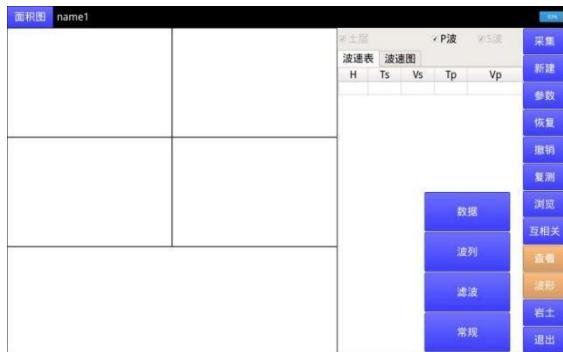 面积图 name1
土层 P波 S波
波速表 波速图
H Ts Vs Tp Vp
数据
波列
滤波
常规
采集
新建
参数
恢复
撤销
复测
浏览
互相关
查看
波形
岩土
退出